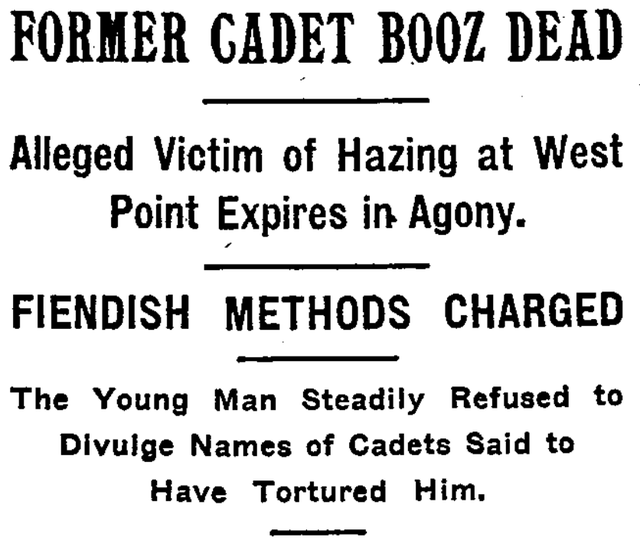 FORMER CADET BOOZ DEAD
Alleged Victim of Hazing at West
Point Expires in Agony.
FIENDISH METHODS CHARGED
The Young Man Steadily Refused to
Divulge Names of Cadets Said to
Have Tortured Him.